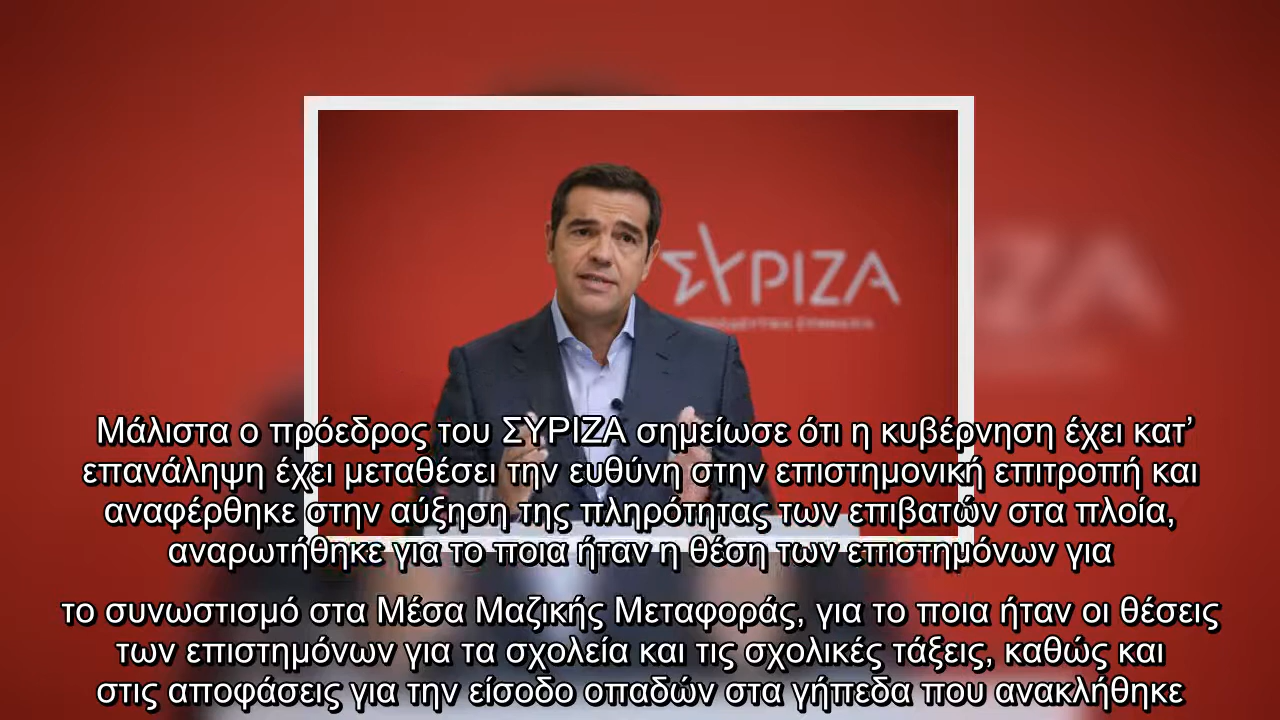 ΣΥΡΙΖΑ
Μάλιστα ο πρόεδρος του ΣΥΡΙΖΑ σημείωσε ότι η κυβέρνηση έχει κατ’
επανάληψη έχει μεταθέσει την ευθύνη στην επιστημονική επιτροπή και
αναφέρθηκε στην αύξηση της πληρότητας των επιβατών στα πλοία,
αναρωτήθηκε για το ποια ήταν η θέση των επιστημόνων για
το συνωστισμό στα Μέσα Μαζικής Μεταφοράς, για το ποια ήταν οι θέσεις
των επιστημόνων για τα σχολεία και τις σχολικές τάξεις, καθώς και
στις αποφάσεις για την είσοδο οπαδών στα γήπεδα που ανακλήθηκε